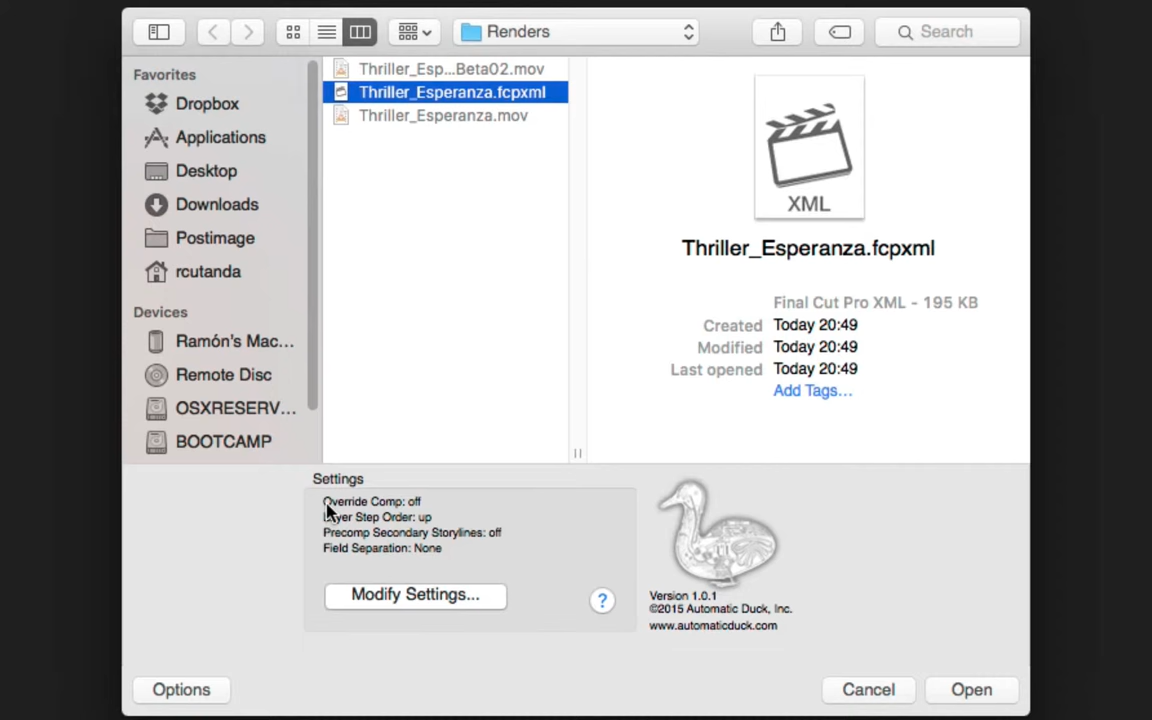 Renders
Search
Favorites
Dropbox
Applications
Desktop
Downloads
Postimage
rcutanda
Devices
Ramón's Mac...
Remote Disc
OSXRESERV...
BOOTCAMP
Thriller_Esp...Beta02.mov
Thriller_Esperanza.fcpxml
Thriller_Esperanza.mov
XML
Thriller_Esperanza.fcpxml
Final Cut Pro XML - 195 KB
Created Today 20:49
Modified Today 20:49
Last opened Today 20:49
Add Tags...
Settings
Override Comp: off
Layer Step Order: up
Precomp Secondary Storylines: off
Field Separation: None
Modify Settings...
?
Version 1.0.1
©2015 Automatic Duck, Inc.
www.automaticduck.com
Options
Cancel
Open